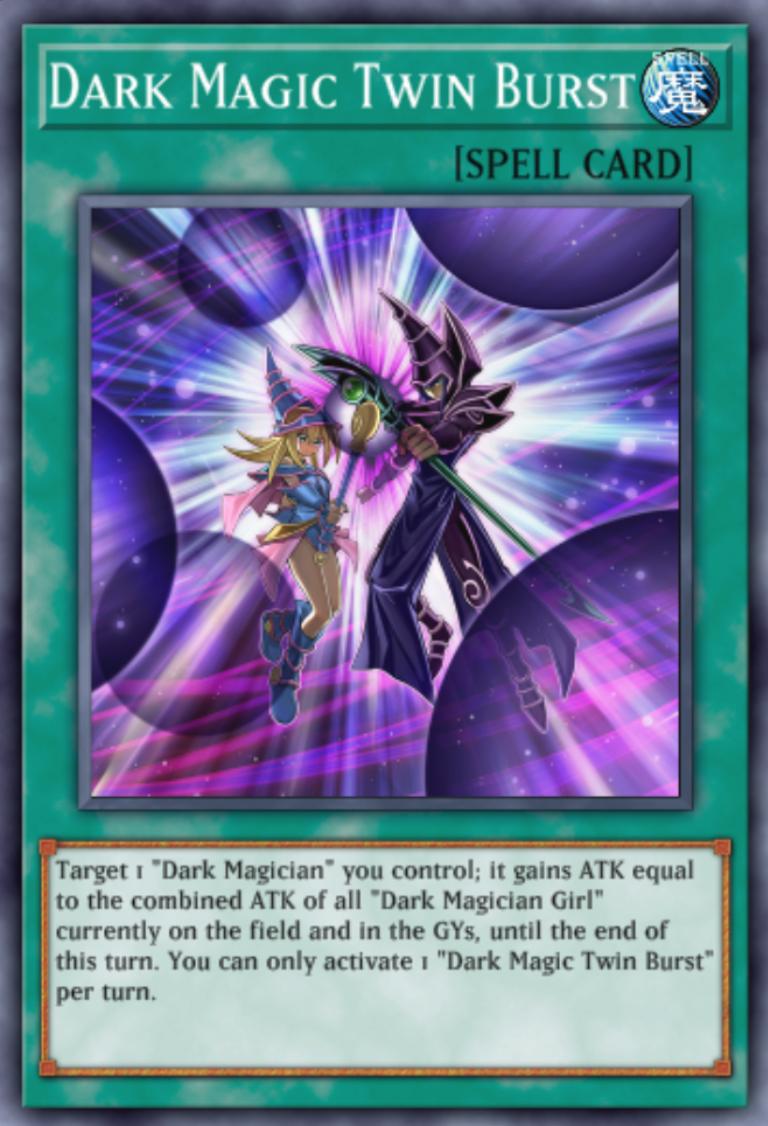 DARK MAGIC TWIN BURST
SPELL
魔
[SPELL CARD]
Target 1 "Dark Magician" you control; it gains ATK equal
to the combined ATK of all "Dark Magician Girl"
currently on the field and in the GYs, until the end of
this turn. You can only activate 1 "Dark Magic Twin Burst"
per turn.